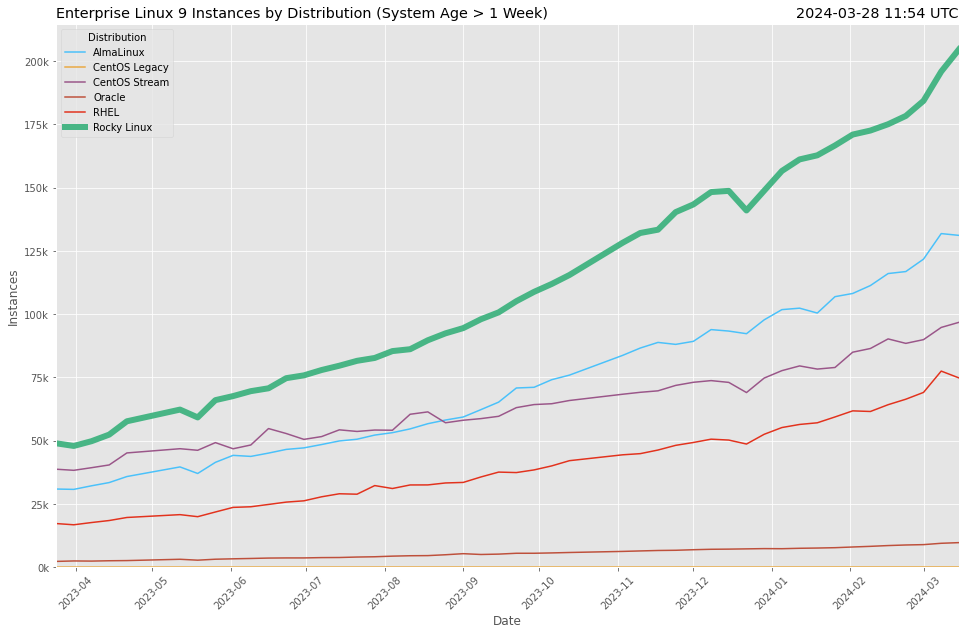 Enterprise Linux 9 Instances by Distribution (System Age > 1 Week) 2024-03-28 11:54 UTC
Distribution
AlmaLinux
CentOS Legacy
CentOS Stream
Oracle
RHEL
Rocky Linux
200k
175k
150k
125k
100k
75k
50k
25k
0k
Instances
2023-04 2023-05 2023-06 2023-07 2023-08 2023-09 2023-10 2023-11 2023-12 2024-01 2024-02 2024-03
Date